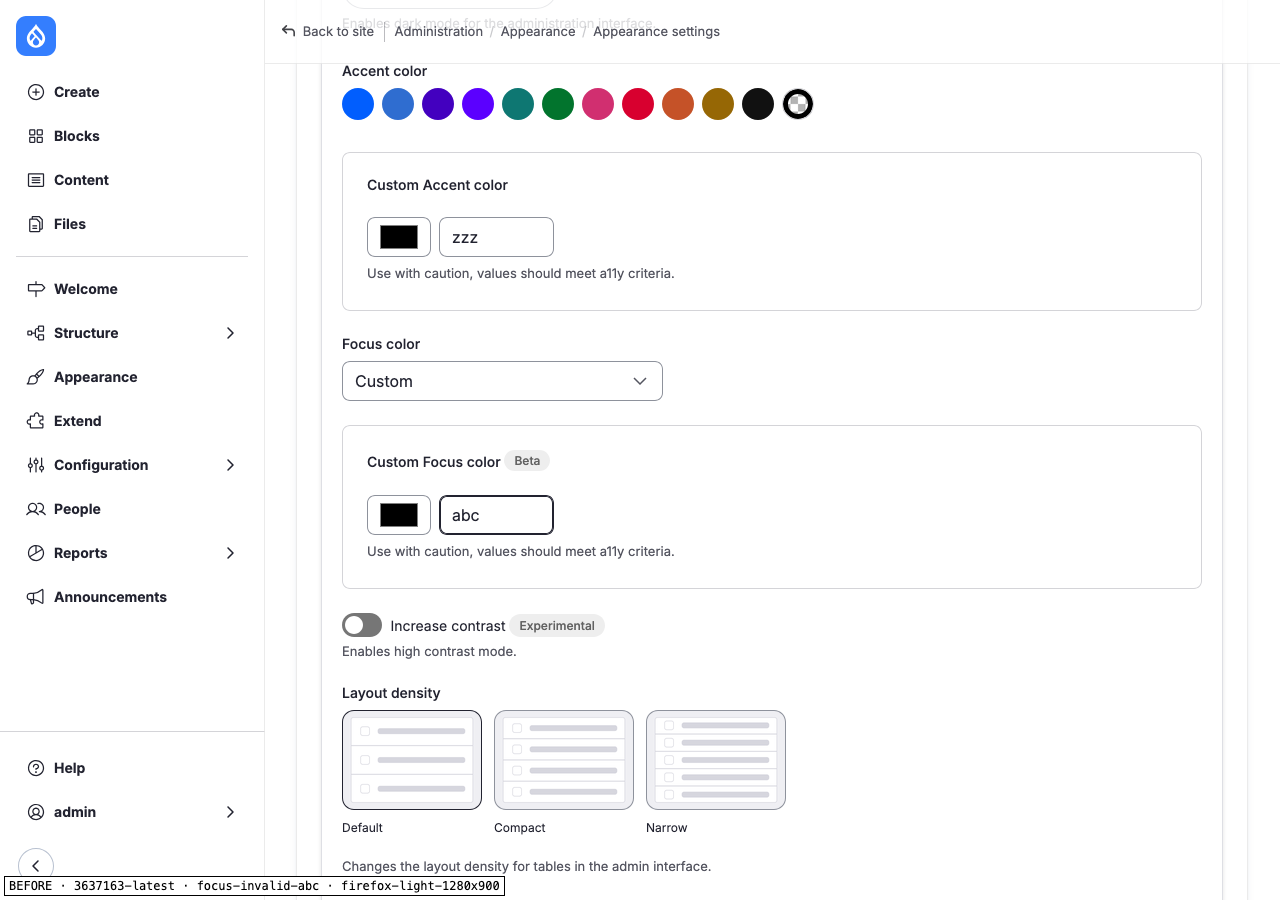 Enables dark mode for the administration interface.
Back to site
Administration / Appearance / Appearance settings
Create
Blocks
Content
Files
Welcome
Structure
Appearance
Extend
Configuration
People
Reports
Announcements
Help
admin
Accent color
Custom Accent color
zzz
Use with caution, values should meet a11y criteria.
Focus color
Custom
Custom Focus color Beta
abc
Use with caution, values should meet a11y criteria.
Increase contrast Experimental
Enables high contrast mode.
Layout density
Default
Compact
Narrow
Changes the layout density for tables in the admin interface.
BEFORE · 3637163-latest · focus-invalid-abc · firefox-light-1280x900